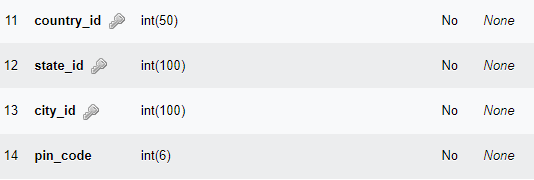 11 country_id int(50) No None
12 state_id int(100) No None
13 city_id int(100) No None
14 pin_code int(6) No None